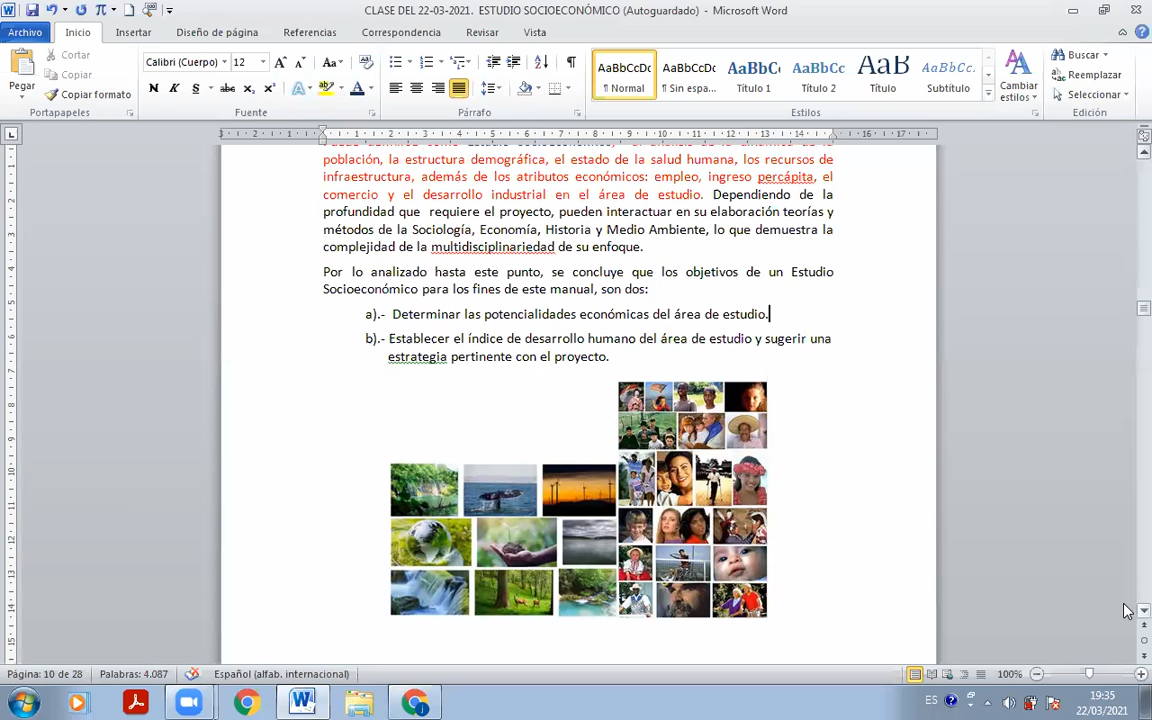 CLASE DEL 22-03-2021. ESTUDIO SOCIOECONÓMICO (Autoguardado) - Microsoft Word
Archivo Inicio Insertar Diseño de página Referencias Correspondencia Revisar Vista
Pegar
Cortar
Copiar
Copiar formato
Portapapeles
Calibri (Cuerpo) 12
N K S abc x₂ x²
Fuente
Párrafo
AaBbCcDc AaBbCcDc AaBbC AaBbCc AaB AaBbCc.
¶ Normal ¶ Sin espa... Título 1 Título 2 Título Subtítulo
Cambiar estilos
Estilos
Buscar
Reemplazar
Seleccionar
Edición
población, la estructura demográfica, el estado de la salud humana, los recursos de
infraestructura, además de los atributos económicos: empleo, ingreso percápita, el
comercio y el desarrollo industrial en el área de estudio. Dependiendo de la
profundidad que requiere el proyecto, pueden interactuar en su elaboración teorías y
métodos de la Sociología, Economía, Historia y Medio Ambiente, lo que demuestra la
complejidad de la multidisciplinariedad de su enfoque.
Por lo analizado hasta este punto, se concluye que los objetivos de un Estudio
Socioeconómico para los fines de este manual, son dos:
a).- Determinar las potencialidades económicas del área de estudio.
b).- Establecer el índice de desarrollo humano del área de estudio y sugerir una
estrategia pertinente con el proyecto.
Página: 10 de 28 Palabras: 4.087 Español (alfab. internacional) 100%
ES 19:35
22/03/2021